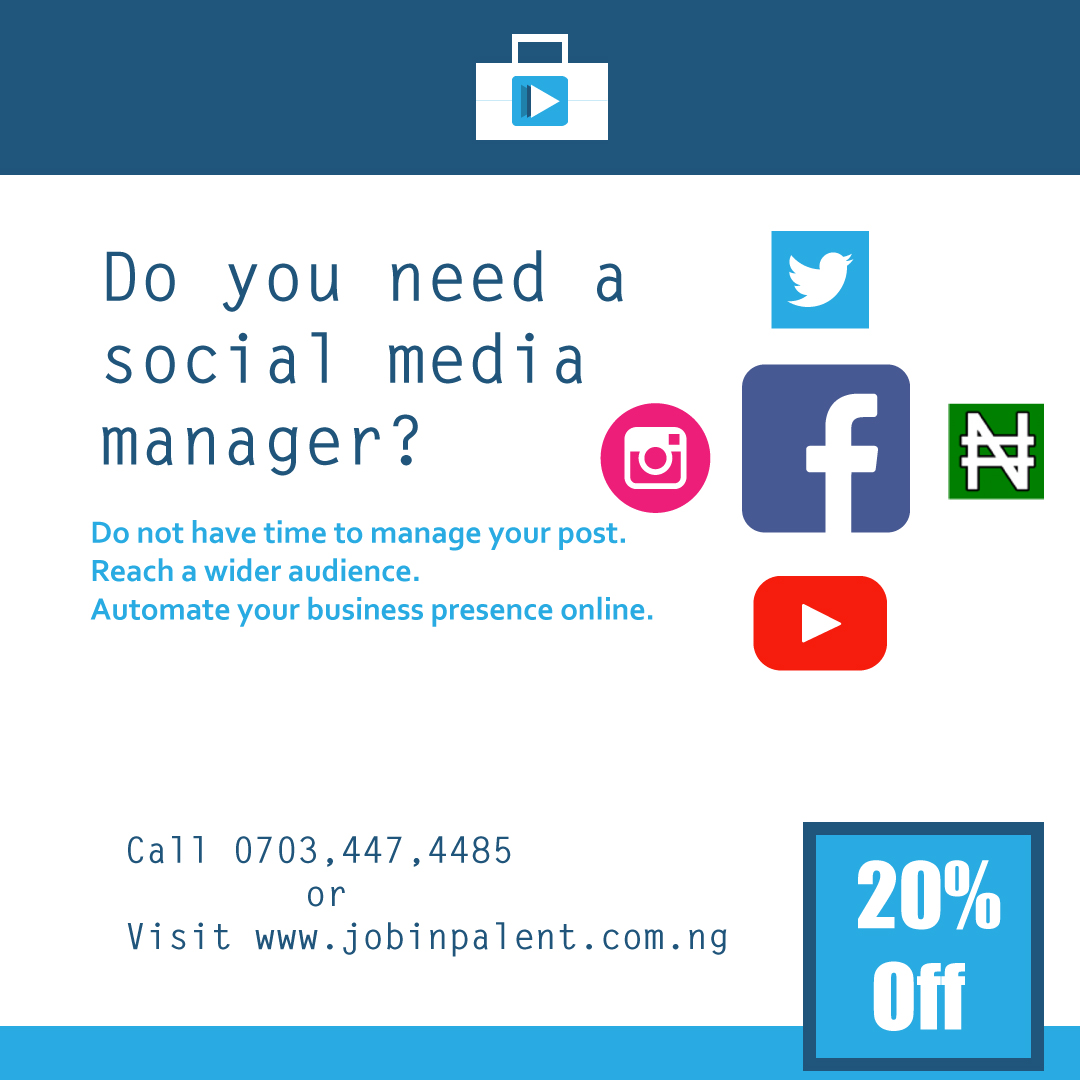 Do you need a
social media
manager?
Do not have time to manage your post.
Reach a wider audience.
Automate your business presence online.
Call 0703,447,4485
or
Visit www.jobinpalent.com.ng
20%
Off